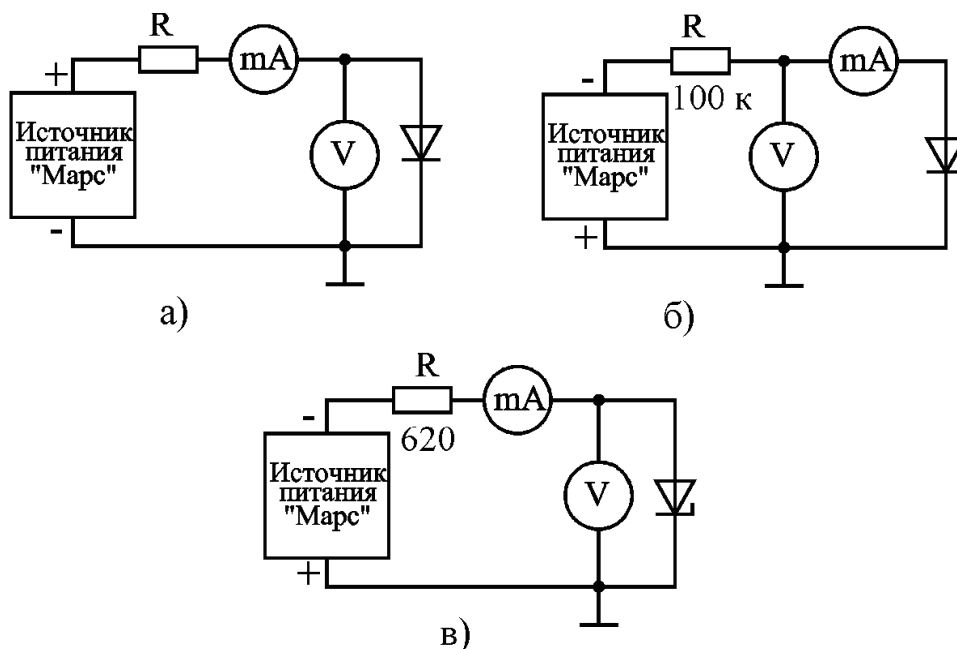 R
mA
+
Источник
питания
"Марс"
V
-
а)
R
100 к
mA
-
Источник
питания
"Марс"
V
+
б)
R
620
mA
-
Источник
питания
"Марс"
V
+
в)